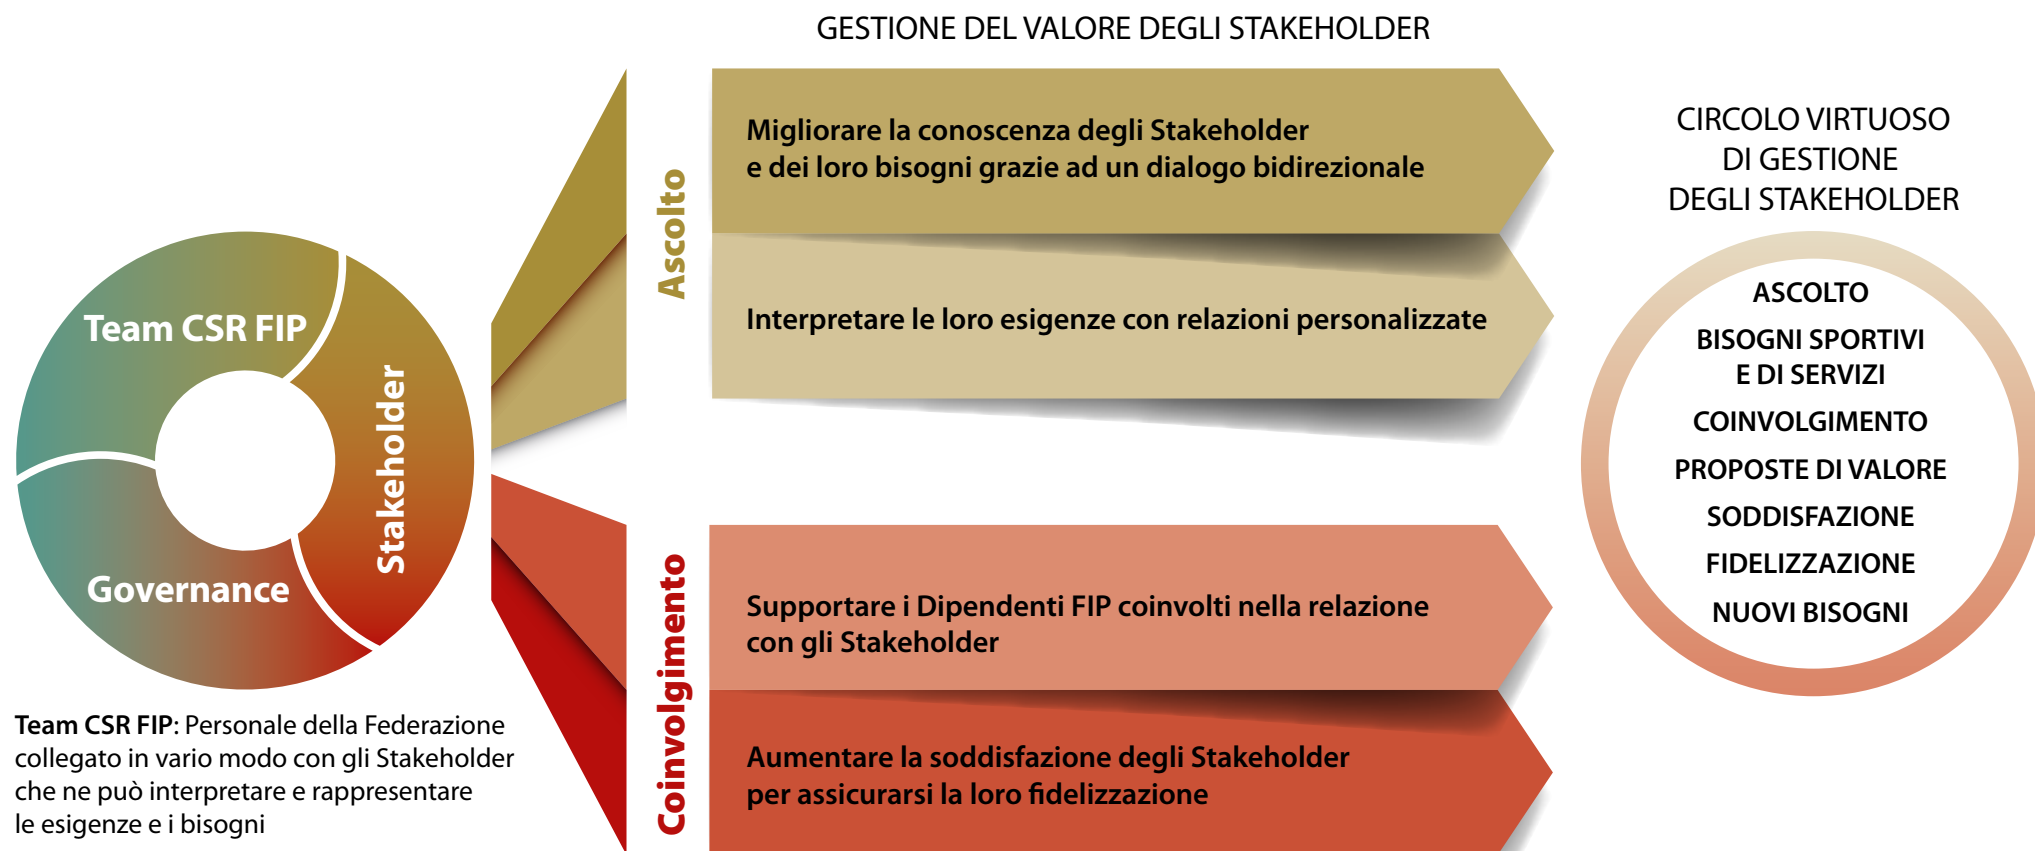 GESTIONE DEL VALORE DEGLI STAKEHOLDER
Team CSR FIP
Stakeholder
Governance
Team CSR FIP: Personale della Federazione
collegato in vario modo con gli Stakeholder
che ne può interpretare e rappresentare
le esigenze e i bisogni
Ascolto
Migliorare la conoscenza degli Stakeholder
e dei loro bisogni grazie ad un dialogo bidirezionale
Interpretare le loro esigenze con relazioni personalizzate
Coinvolgimento
Supportare i Dipendenti FIP coinvolti nella relazione
con gli Stakeholder
Aumentare la soddisfazione degli Stakeholder
per assicurarsi la loro fidelizzazione
CIRCOLO VIRTUOSO
DI GESTIONE
DEGLI STAKEHOLDER
ASCOLTO
BISOGNI SPORTIVI
E DI SERVIZI
COINVOLGIMENTO
PROPOSTE DI VALORE
SODDISFAZIONE
FIDELIZZAZIONE
NUOVI BISOGNI